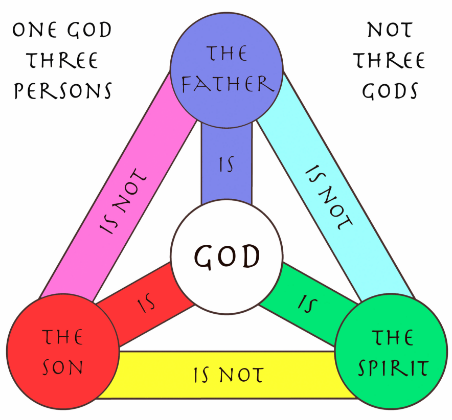 ONE GOD
THREE
PERSONS
NOT
THREE
GODS
THE
FATHER
IS
IS NOT
IS NOT
GOD
IS
IS
THE
SON
THE
SPIRIT
IS NOT